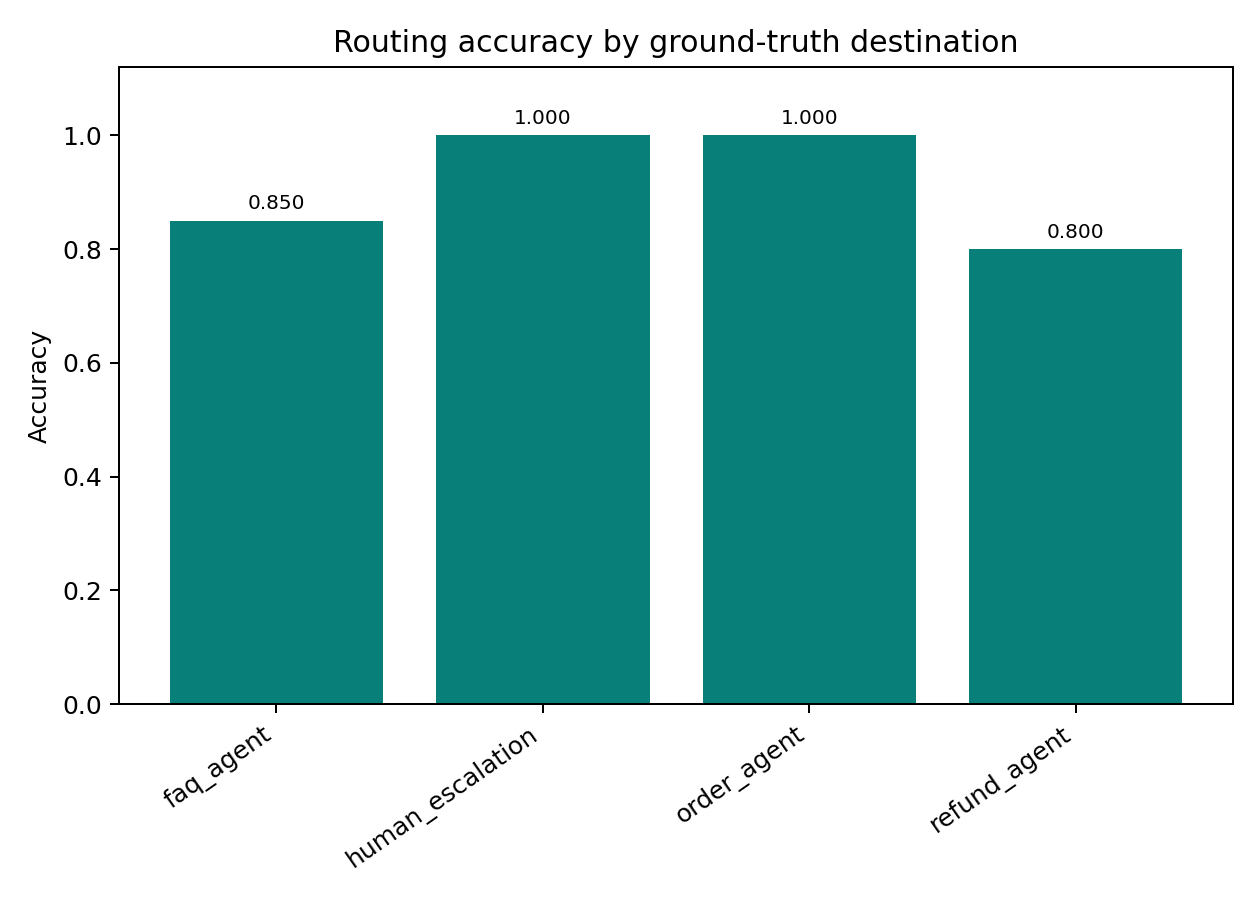 Routing accuracy by ground-truth destination
1.000
1.000
0.850
0.800
1.0
0.8
0.6
0.4
0.2
0.0
Accuracy
faq_agent
human_escalation
order_agent
refund_agent